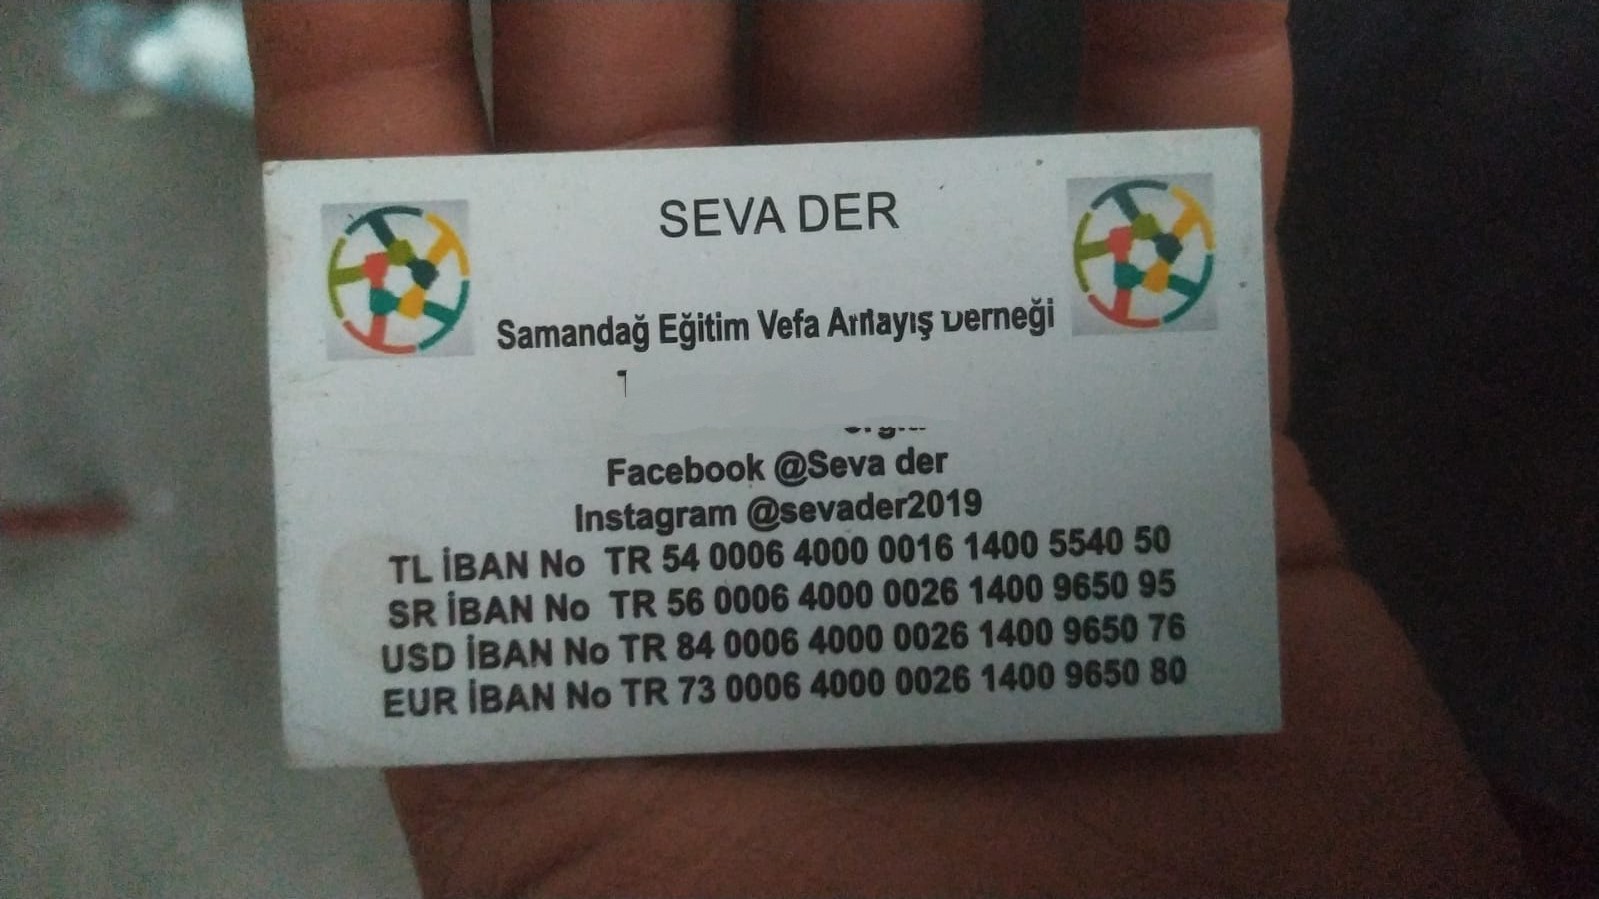 SEVA DER
Samandağ Eğitim Vefa Anlayış Derneği
Facebook @Seva der
Instagram @sevader2019
TL İBAN No TR 54 0006 4000 0016 1400 5540 50
SR İBAN No TR 56 0006 4000 0026 1400 9650 95
USD İBAN No TR 84 0006 4000 0026 1400 9650 76
EUR İBAN No TR 73 0006 4000 0026 1400 9650 80